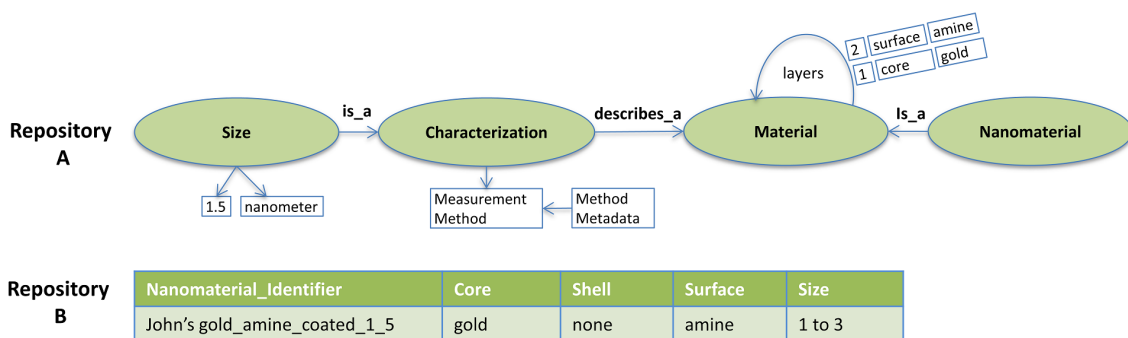 2 surface amine
1 core gold
layers
is_a
describes_a
Is_a
Repository
A
Size
Characterization
Material
Nanomaterial
1.5
nanometer
Measurement
Method
Method
Metadata
Repository
B
Nanomaterial_Identifier Core Shell Surface Size
John's gold_amine_coated_1_5 gold none amine 1 to 3